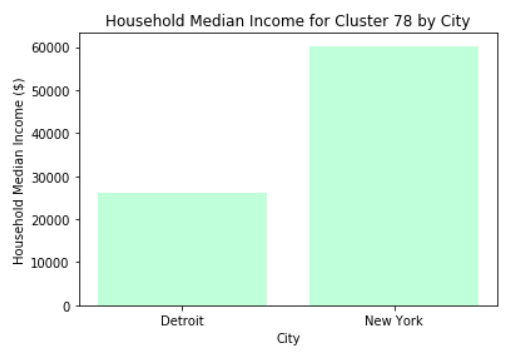 Household Median Income for Cluster 78 by City
Household Median Income ($)
60000
50000
40000
30000
20000
10000
0
Detroit
New York
City